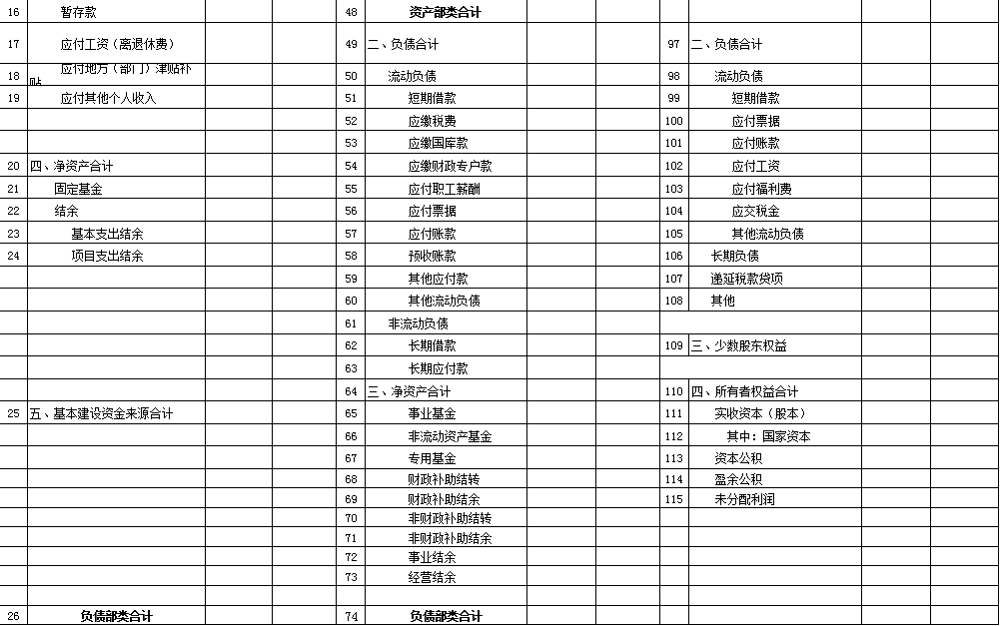 16 暂存款 48 资产部类合计
17 应付工资（离退休费） 49 二、负债合计 97 二、负债合计
18 应付地方（部门）津贴补贴 50 流动负债 98 流动负债
19 应付其他个人收入 51 短期借款 99 短期借款
52 应缴税费 100 应付票据
53 应缴国库款 101 应付账款
20 四、净资产合计 54 应缴财政专户款 102 应付工资
21 固定基金 55 应付职工薪酬 103 应付福利费
22 结余 56 应付票据 104 应交税金
23 基本支出结余 57 应付账款 105 其他流动负债
24 项目支出结余 58 预收账款 106 长期负债
59 其他应付款 107 递延税款贷项
60 其他流动负债 108 其他
61 非流动负债
62 长期借款 109 三、少数股东权益
63 长期应付款
64 三、净资产合计 110 四、所有者权益合计
25 五、基本建设资金来源合计 65 事业基金 111 实收资本（股本）
66 非流动资产基金 112 其中：国家资本
67 专用基金 113 资本公积
68 财政补助结转 114 盈余公积
69 财政补助结余 115 未分配利润
70 非财政补助结转
71 非财政补助结余
72 事业结余
73 经营结余
26 负债部类合计 74 负债部类合计